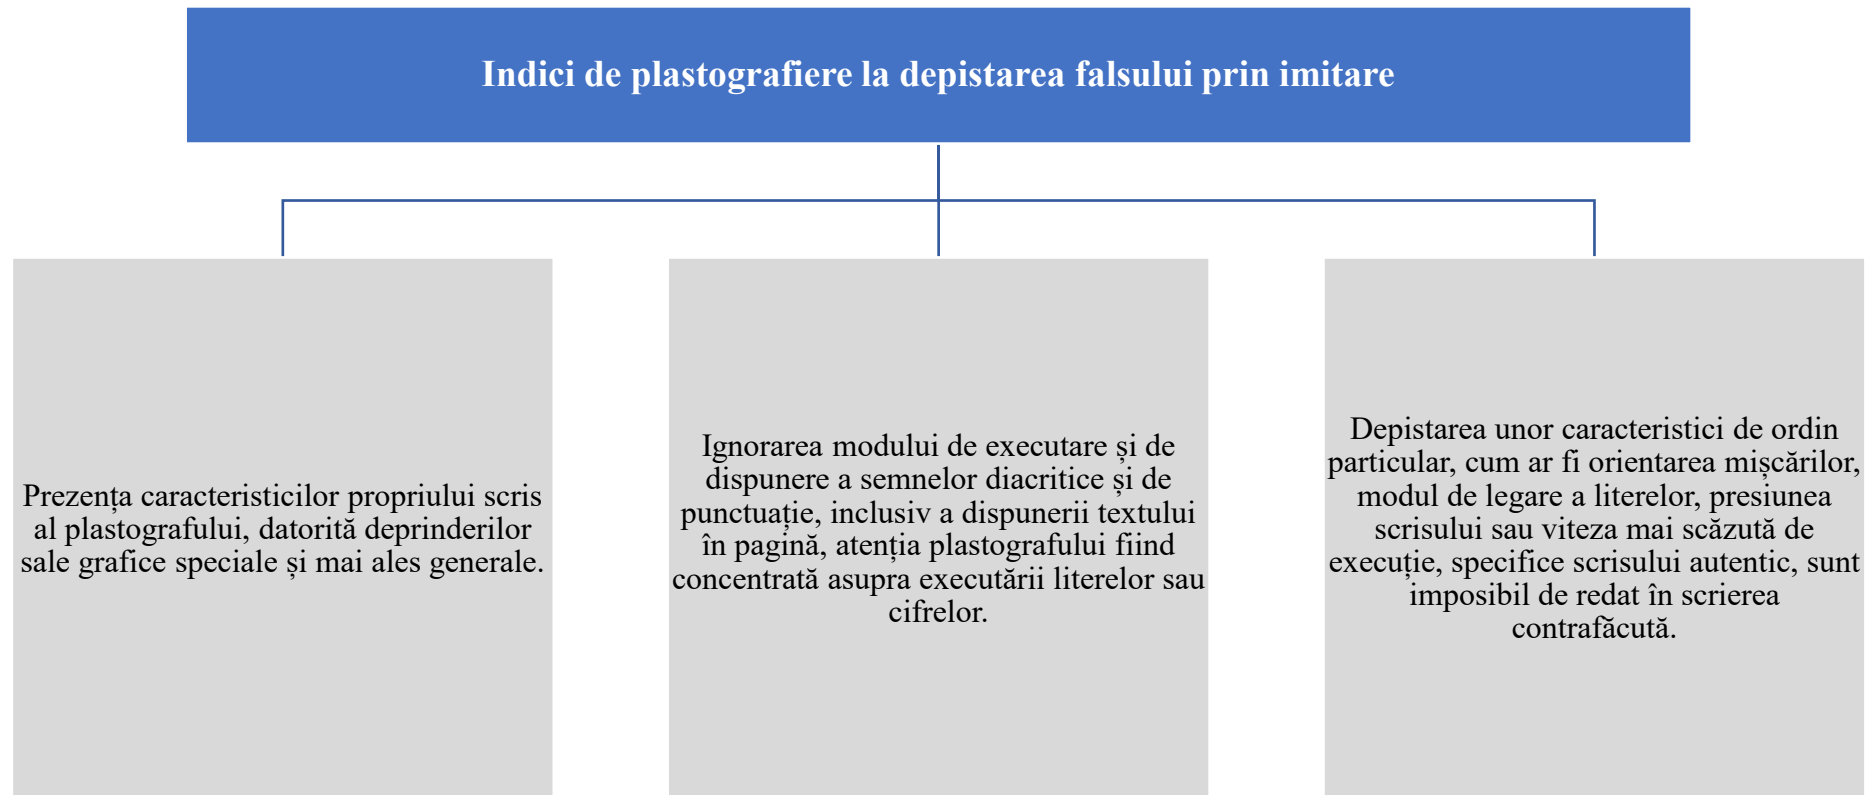 Indici de plastografiere la depistarea falsului prin imitare
Prezența caracteristicilor propriului scris
al plastografului, datorită deprinderilor
sale grafice speciale și mai ales generale.
Ignorarea modului de executare și de
dispunere a semnelor diacritice și de
punctuație, inclusiv a dispunerii textului
în pagină, atenția plastografului fiind
concentrată asupra executării literelor sau
cifrelor.
Depistarea unor caracteristici de ordin
particular, cum ar fi orientarea mișcărilor,
modul de legare a literelor, presiunea
scrisului sau viteza mai scăzută de
execuție, specifice scrisului autentic, sunt
imposibil de redat în scrierea
contrafăcută.